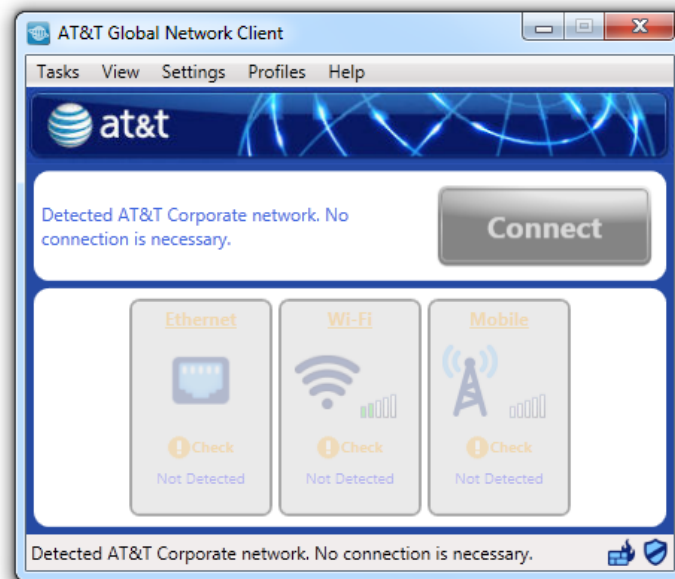 AT&T Global Network Client
Tasks View Settings Profiles Help
at&t
Detected AT&T Corporate network. No
connection is necessary.
Connect
Ethernet Wi-Fi Mobile
Check Check Check
Not Detected Not Detected Not Detected
Detected AT&T Corporate network. No connection is necessary.